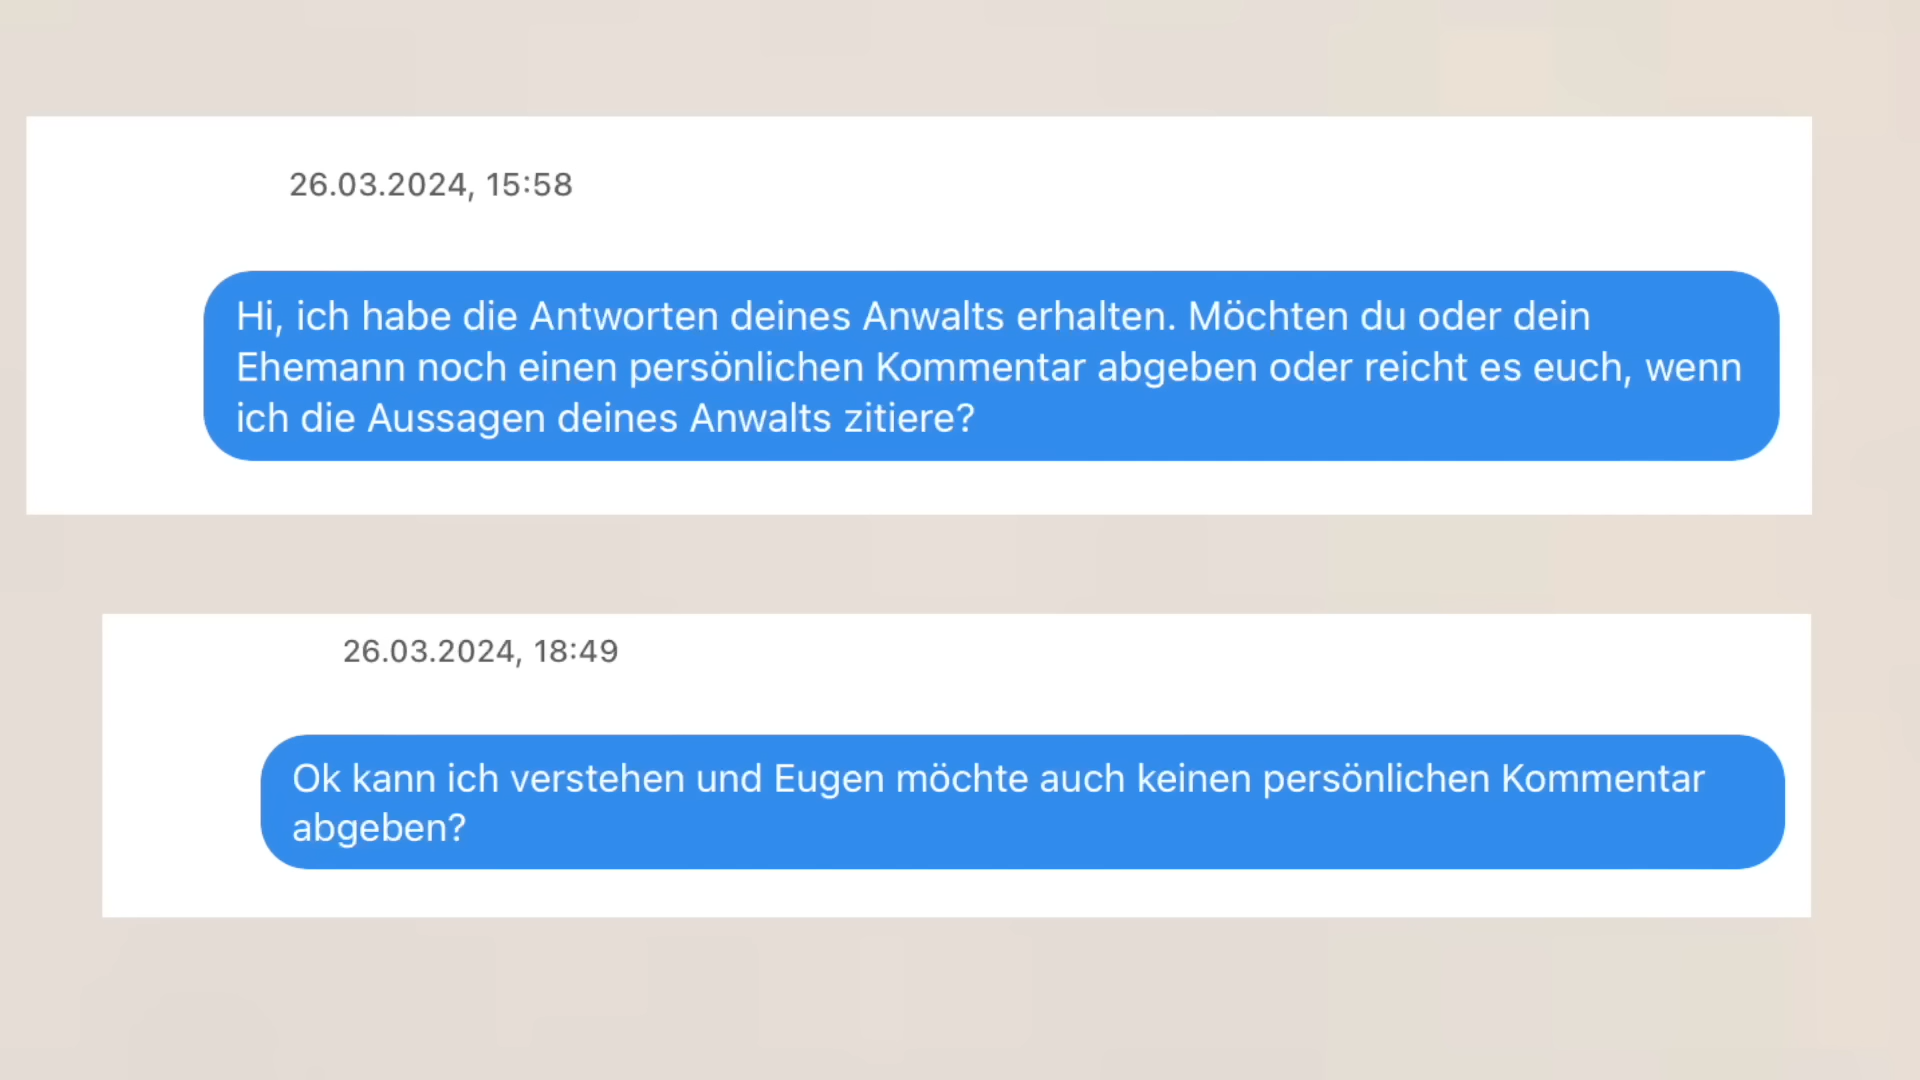 26.03.2024, 15:58
Hi, ich habe die Antworten deines Anwalts erhalten. Möchten du oder dein
Ehemann noch einen persönlichen Kommentar abgeben oder reicht es euch, wenn
ich die Aussagen deines Anwalts zitiere?
26.03.2024, 18:49
Ok kann ich verstehen und Eugen möchte auch keinen persönlichen Kommentar
abgeben?